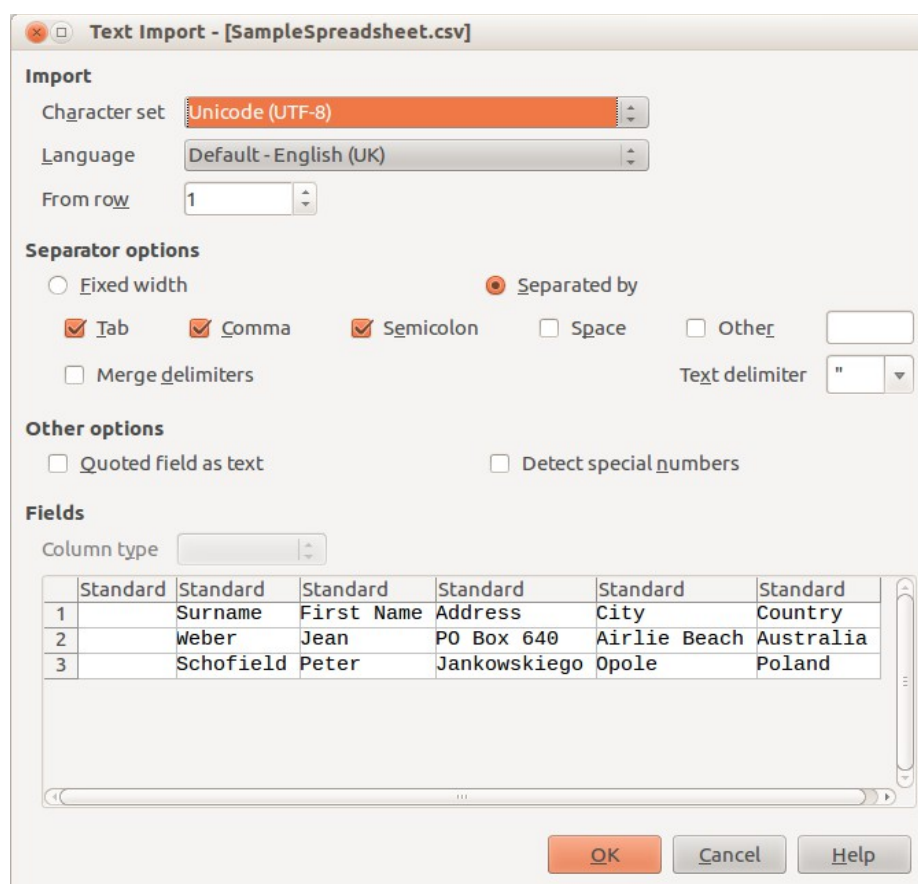 Text Import - [SampleSpreadsheet.csv]
Import
Character set Unicode (UTF-8)
Language Default - English (UK)
From row 1
Separator options
Fixed width Separated by
Tab Comma Semicolon Space Other
Merge delimiters Text delimiter "
Other options
Quoted field as text Detect special numbers
Fields
Column type
Standard Standard Standard Standard Standard Standard
1 Surname First Name Address City Country
2 Weber Jean PO Box 640 Airlie Beach Australia
3 Schofield Peter Jankowskiego Opole Poland
OK Cancel Help